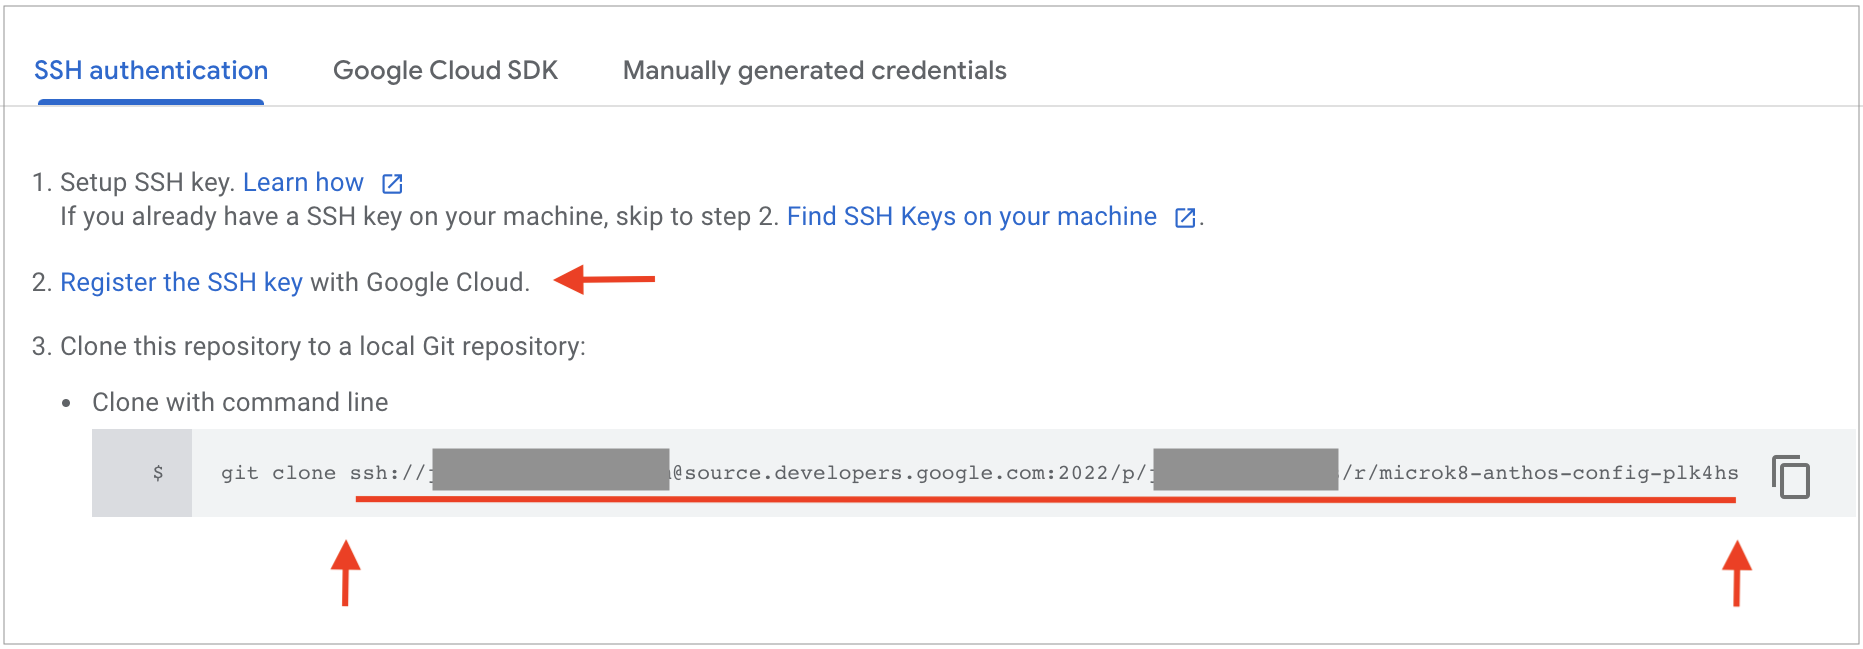 SSH authentication Google Cloud SDK Manually generated credentials
1. Setup SSH key. Learn how
If you already have a SSH key on your machine, skip to step 2. Find SSH Keys on your machine .
2. Register the SSH key with Google Cloud.
3. Clone this repository to a local Git repository:
• Clone with command line
$ git clone ssh:// @source.developers.google.com:2022/p/ /r/microk8-anthos-config-plk4hs